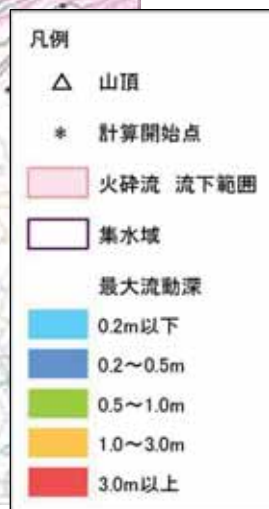 凡例
△ 山頂
* 計算開始点
火砕流 流下範囲
集水域
最大流動深
0.2m以下
0.2～0.5m
0.5～1.0m
1.0～3.0m
3.0m以上